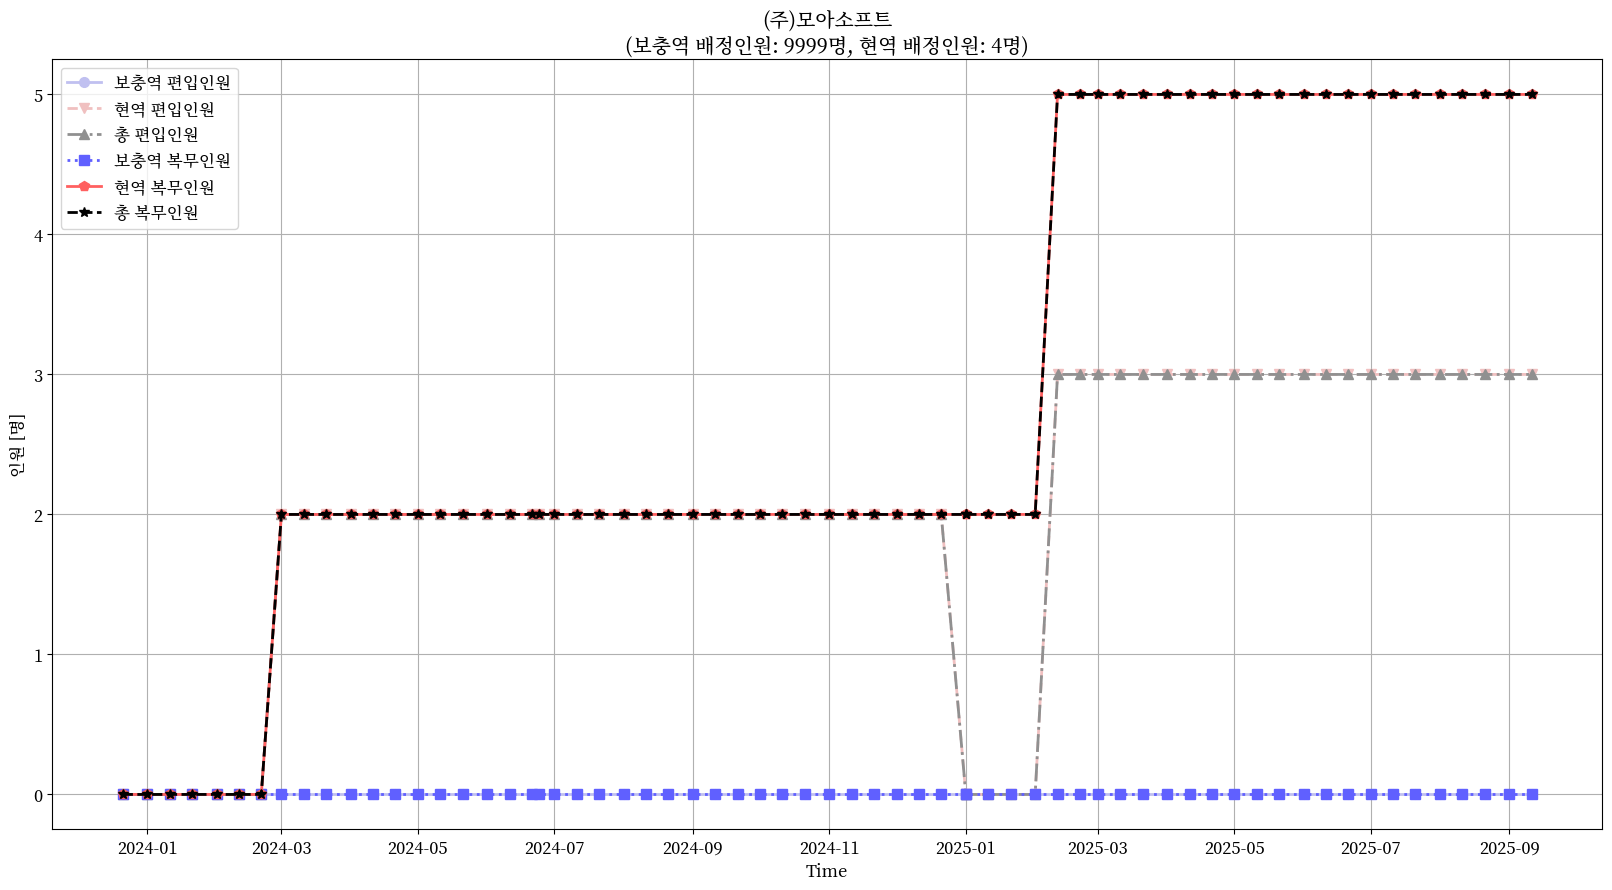 (주)모아소프트
(보충역 배정인원: 9999명, 현역 배정인원: 4명)
보충역 편입인원
현역 편입인원
총 편입인원
보충역 복무인원
현역 복무인원
총 복무인원
인원 [명]
5
4
3
2
1
0
2024-01
2024-03
2024-05
2024-07
2024-09
2024-11
2025-01
2025-03
2025-05
2025-07
2025-09
Time